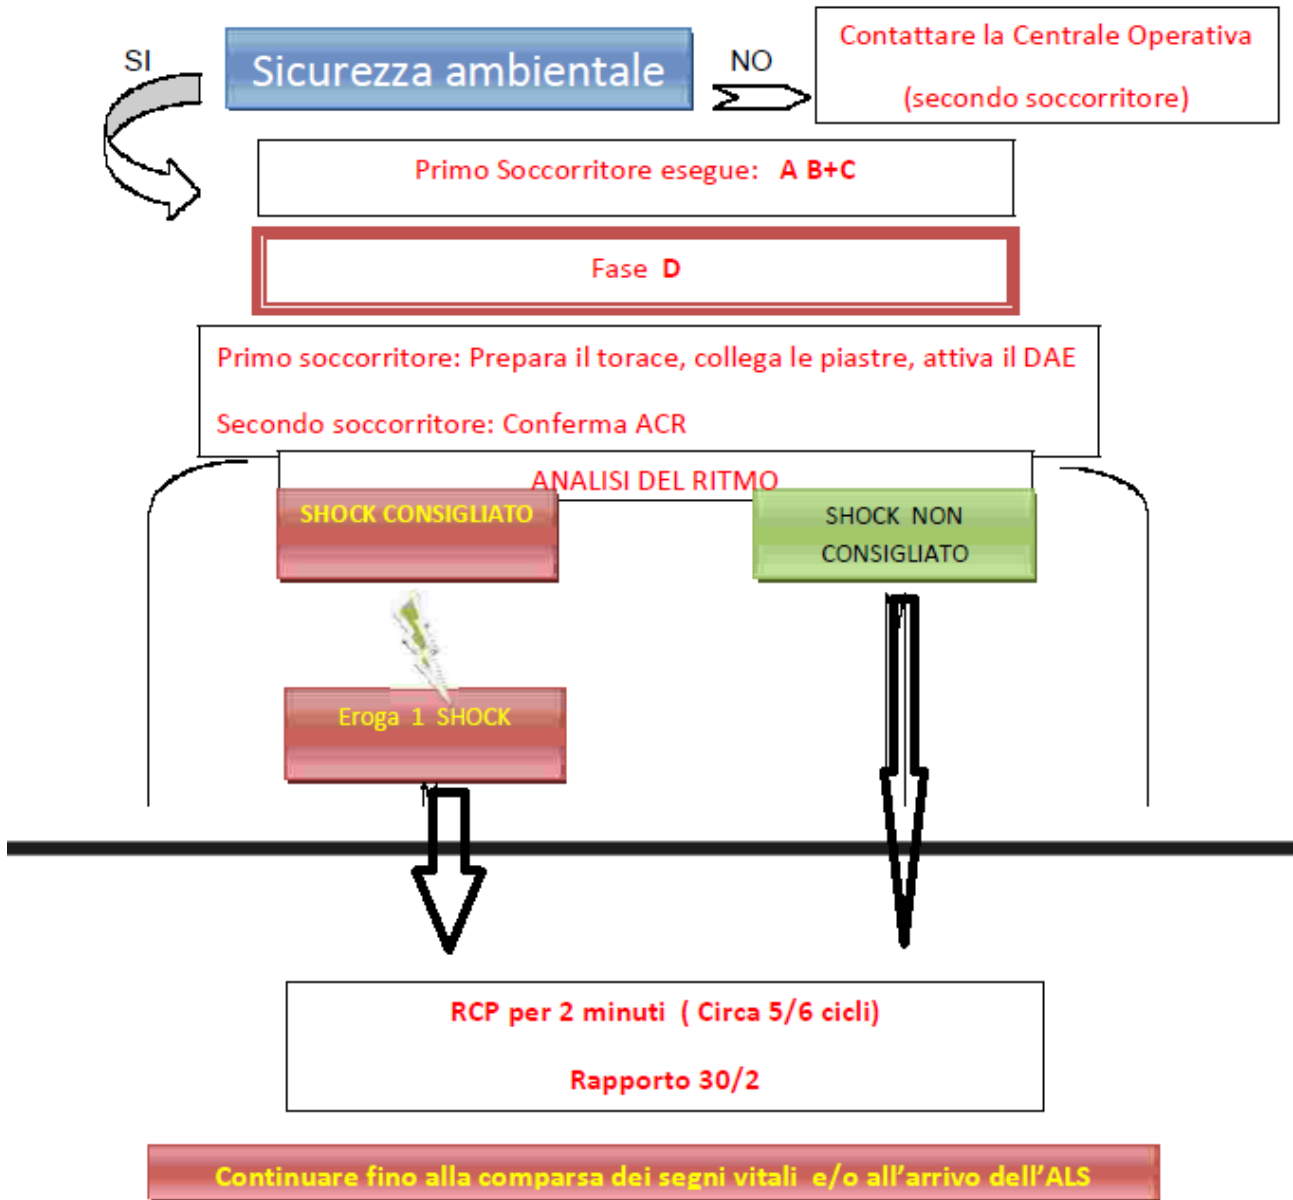 SI
Sicurezza ambientale
NO
Contattare la Centrale Operativa
(secondo soccorritore)
Primo Soccorritore esegue: A B+C
Fase D
Primo soccorritore: Prepara il torace, collega le piastre, attiva il DAE
Secondo soccorritore: Conferma ACR
ANALISI DEL RITMO
SHOCK CONSIGLIATO
SHOCK NON
CONSIGLIATO
Eroga 1 SHOCK
RCP per 2 minuti ( Circa 5/6 cicli)
Rapporto 30/2
Continuare fino alla comparsa dei segni vitali e/o all'arrivo dell'ALS